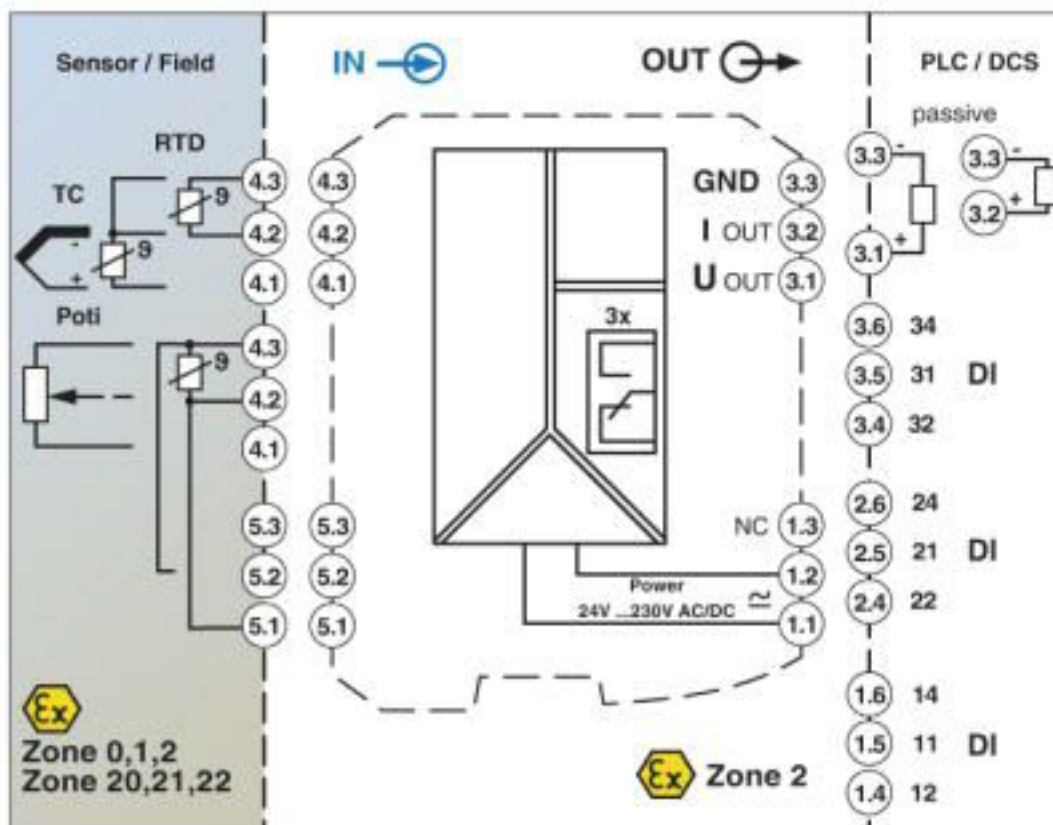 Sensor / Field
IN
OUT
PLC / DCS
passive
RTD
TC
ϑ
ϑ
-
+
4.3
4.2
4.1
4.3
4.2
4.1
GND 3.3
I OUT 3.2
U OUT 3.1
3.3 -
3.1 +
3.3 -
3.2 +
Poti
ϑ
4.3
4.2
4.1
3x
3.6 34
3.5 31 DI
3.4 32
5.3
5.2
5.1
5.3
5.2
5.1
NC 1.3
1.2
Power
24V ...230V AC/DC
1.1
2.6 24
2.5 21 DI
2.4 22
Ex
Zone 0,1,2
Zone 20,21,22
Ex Zone 2
1.6 14
1.5 11 DI
1.4 12